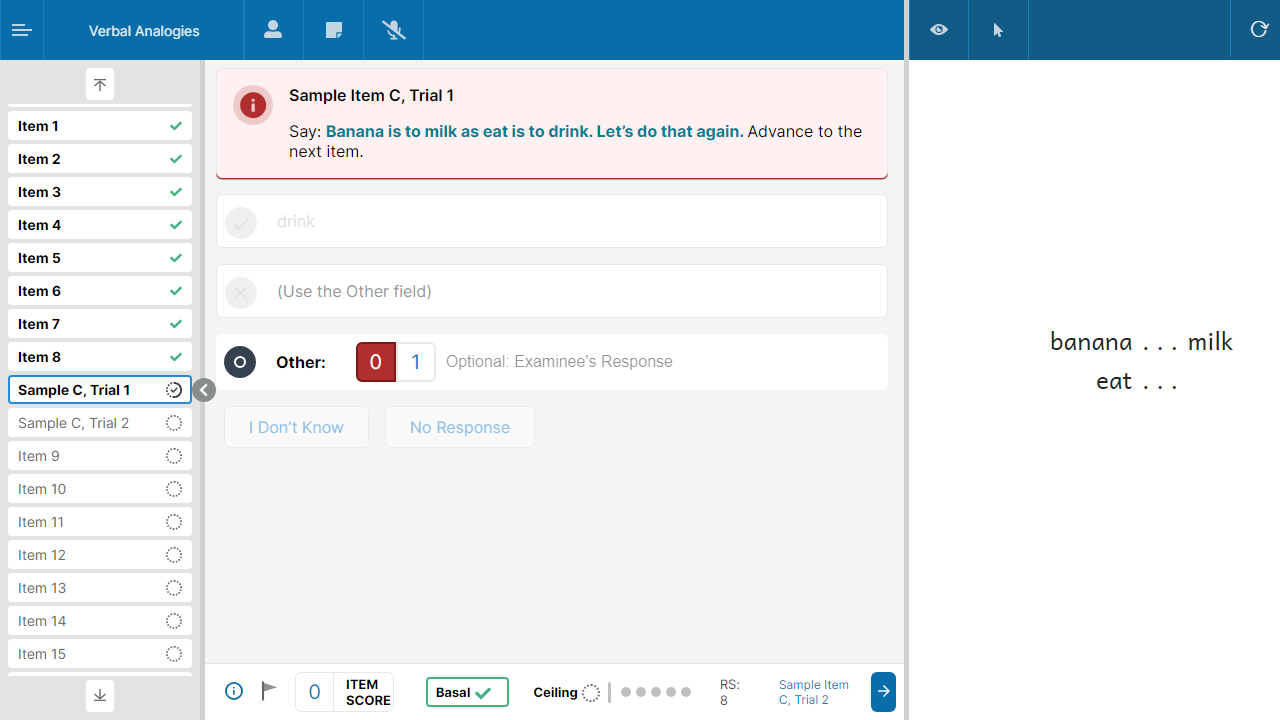 Verbal Analogies
Item 1
Item 2
Item 3
Item 4
Item 5
Item 6
Item 7
Item 8
Sample C, Trial 1
Sample C, Trial 2
Item 9
Item 10
Item 11
Item 12
Item 13
Item 14
Item 15
Sample Item C, Trial 1
Say: Banana is to milk as eat is to drink. Let’s do that again. Advance to the
next item.
drink
(Use the Other field)
Other: 0 1 Optional: Examinee's Response
I Don’t Know No Response
0 ITEM
SCORE
Basal
Ceiling
RS:
8
Sample Item
C, Trial 2
banana . . . milk
eat . . .